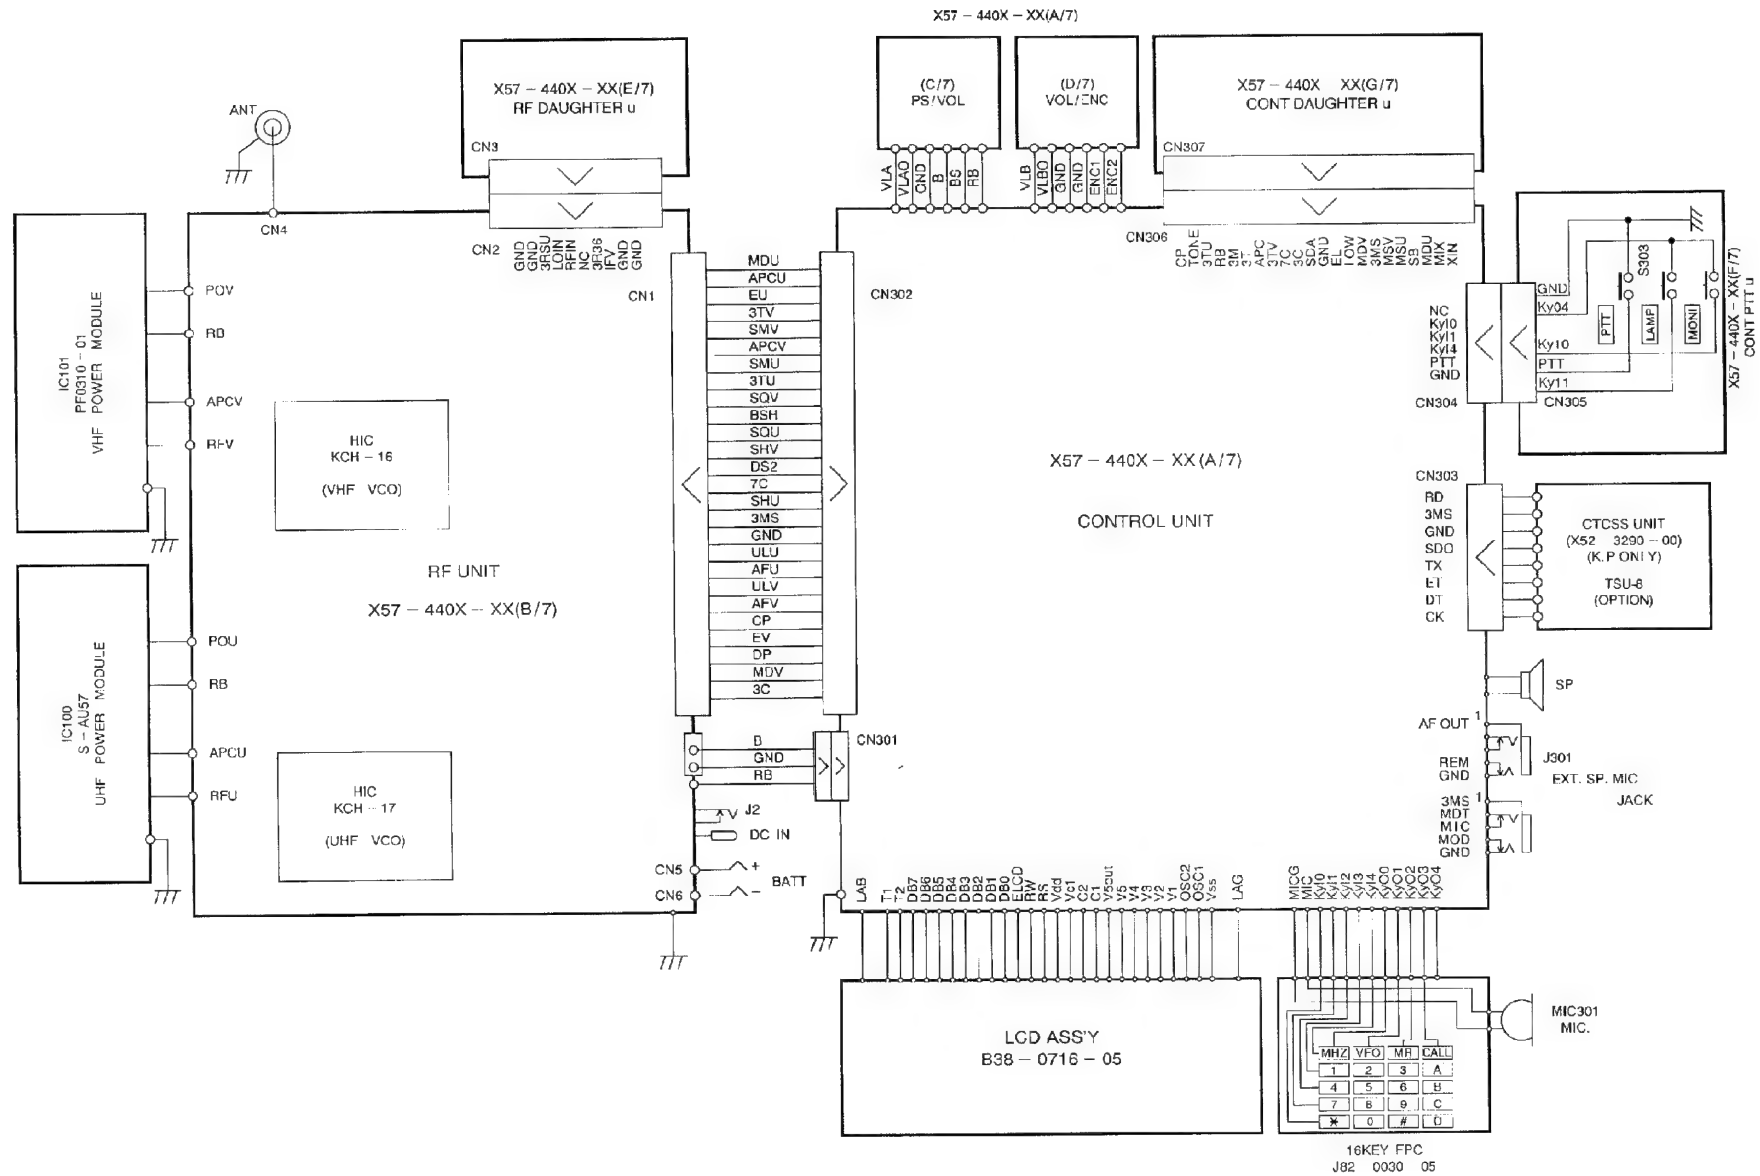 X57 – 440X – XX(A/7)
X57 – 440X – XX(E/7)
RF DAUGHTER u
(C/7)
PS/VOL
(D/7)
VOL/ENC
X57 – 440X XX(G/7)
CONT DAUGHTER u
ANT
CN3
CN307
VLA
VLAO
GND
B
BS
RB
VLB
VLBO
GND
GND
ENC1
ENC2
CN4
CN2
GND
GND
3RSU
LOIN
RFIN
NC
3R36
IFV
GND
GND
CN306
CP
TONE
3TU
RB
3M
3T
APC
3TV
7C
3C
SDA
GND
EL
LOW
MDV
3MS
MSV
MSU
SB
MDU
MIX
XIN
CN1
CN302
MDU
APCU
EU
3TV
SMV
APCV
SMU
3TU
SQV
BSH
SQU
SHV
DS2
7C
SHU
3MS
GND
ULU
AFU
ULV
AFV
CP
EV
DP
MDV
3C
IC101
PF0310 – 01
VHF POWER MODULE
POV
RB
APCV
RFV
HIC
KCH – 16
(VHF VCO)
RF UNIT
X57 – 440X – XX(B/7)
IC100
S – AU57
UHF POWER MODULE
POU
RB
APCU
RFU
HIC
KCH – 17
(UHF VCO)
B
GND
RB
CN301
J2
DC IN
CN5
+
BATT
CN6
–
X57 – 440X – XX (A/7)
CONTROL UNIT
NC
KyI0
KyI1
KyI4
PTT
GND
CN304
GND
Ky04
Ky10
PTT
Ky11
CN305
S303
PTT
LAMP
MONI
X57 – 440X – XX(F/7)
CONT PTT u
CN303
RD
3MS
GND
SDO
TX
ET
DT
CK
CTCSS UNIT
(X52 3290 – 00)
(K.P ONLY)
TSU-8
(OPTION)
SP
AF OUT 1
REM
GND
J301
EXT. SP. MIC
JACK
3MS 1
MDT
MIC
MOD
GND
LAB
T1
T2
DB7
DB6
DB5
DB4
DB3
DB2
DB1
DB0
ELCD
RW
RS
Vdd
Vc1
C2
C1
V5out
V5
V4
V3
V2
V1
OSC2
OSC1
Vss
LAG
MICG
MIC
KyI0
KyI1
KyI2
KyI3
KyI4
KyO0
KyO1
KyO2
KyO3
KyO4
LCD ASS'Y
B38 – 0716 – 05
MIC301
MIC.
MHZ VFO MR CALL
1 2 3 A
4 5 6 B
7 8 9 C
* 0 # D
16KEY FPC
J82 0030 05